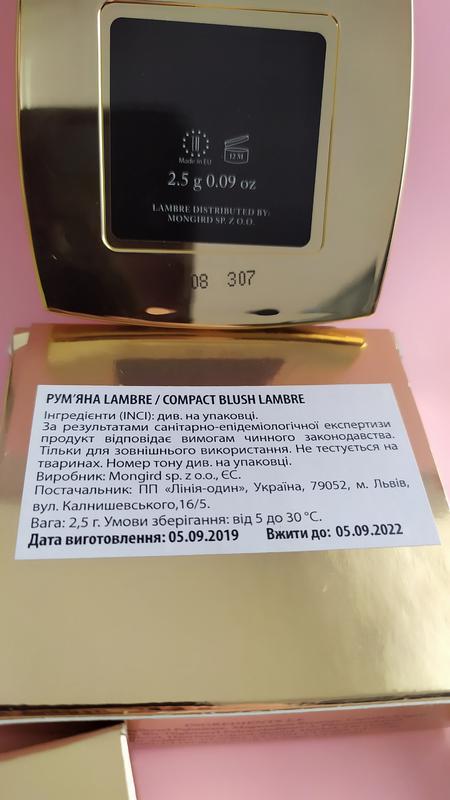 Made in EU
12 M
2.5 g 0.09 oz
LAMBRE DISTRIBUTED BY:
MONGIRD SP. Z O.O.
08 307
РУМ'ЯНА LAMBRE / COMPACT BLUSH LAMBRE
Інгредієнти (INCI): див. на упаковці.
За результатами санітарно-епідеміологічної експертизи
продукт відповідає вимогам чинного законодавства.
Тільки для зовнішнього використання. Не тестується на
тваринах. Номер тону див. на упаковці.
Виробник: Mongird sp. z o.o., ЄС.
Постачальник: ПП «Лінія-один», Україна, 79052, м. Львів,
вул. Калнишевського,16/5.
Вага: 2,5 г. Умови зберігання: від 5 до 30 °C.
Дата виготовлення: 05.09.2019 Вжити до: 05.09.2022